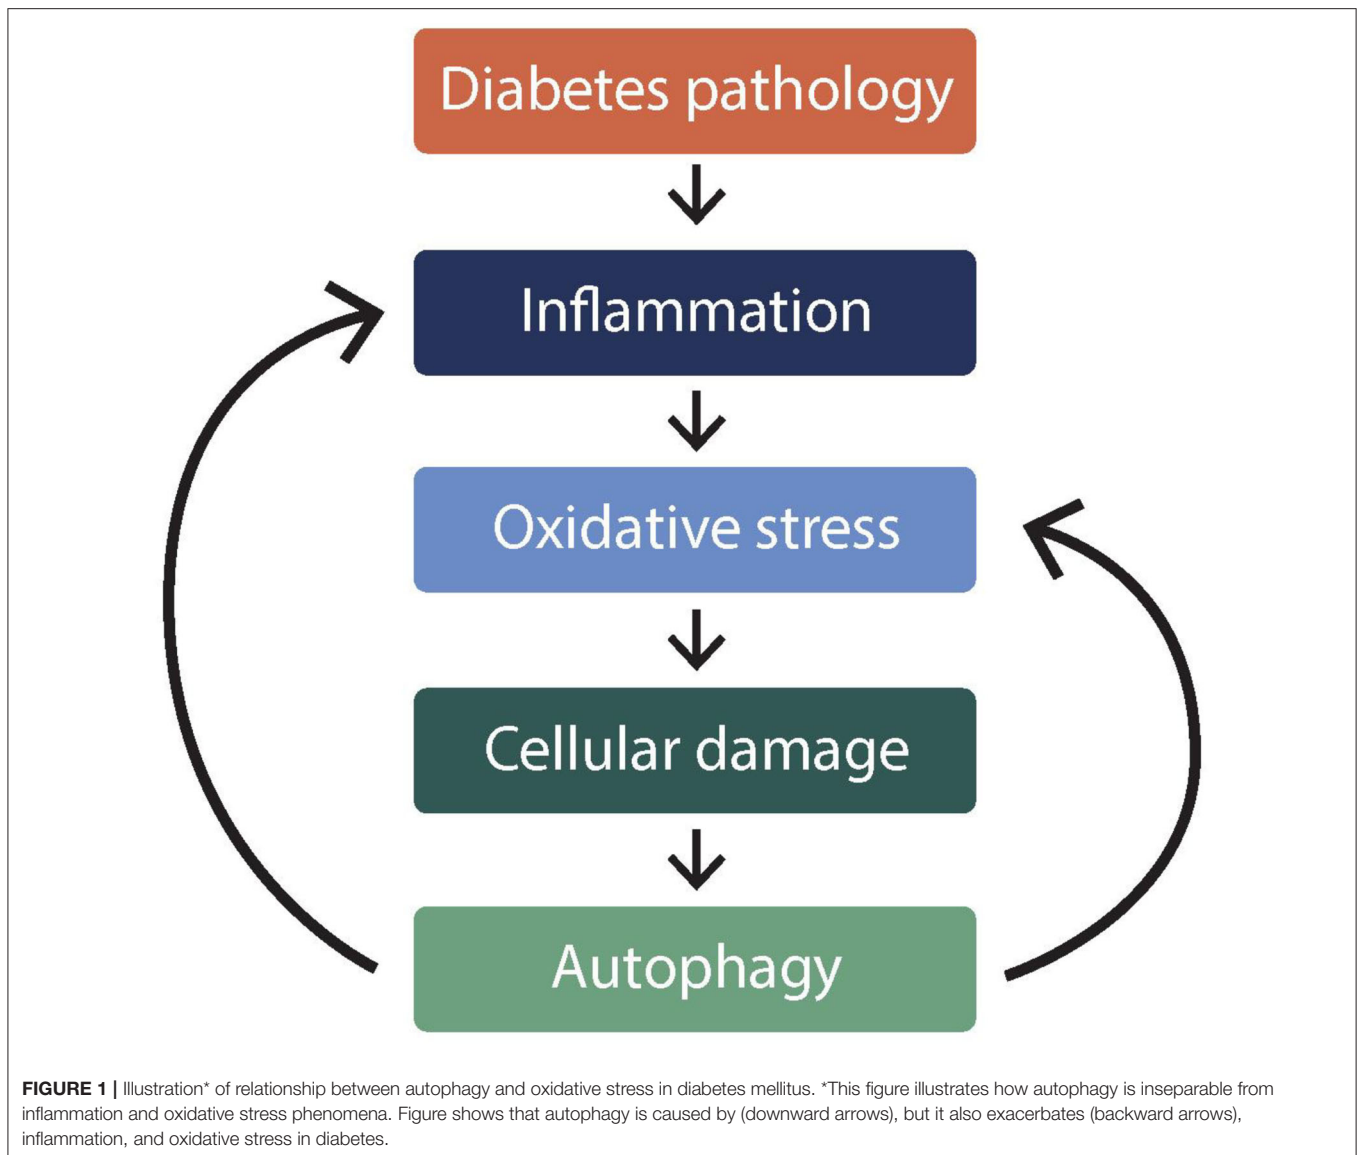 Diabetes pathology
Inflammation
Oxidative stress
Cellular damage
Autophagy
FIGURE 1 | Illustration* of relationship between autophagy and oxidative stress in diabetes mellitus. *This figure illustrates how autophagy is inseparable from
inflammation and oxidative stress phenomena. Figure shows that autophagy is caused by (downward arrows), but it also exacerbates (backward arrows),
inflammation, and oxidative stress in diabetes.